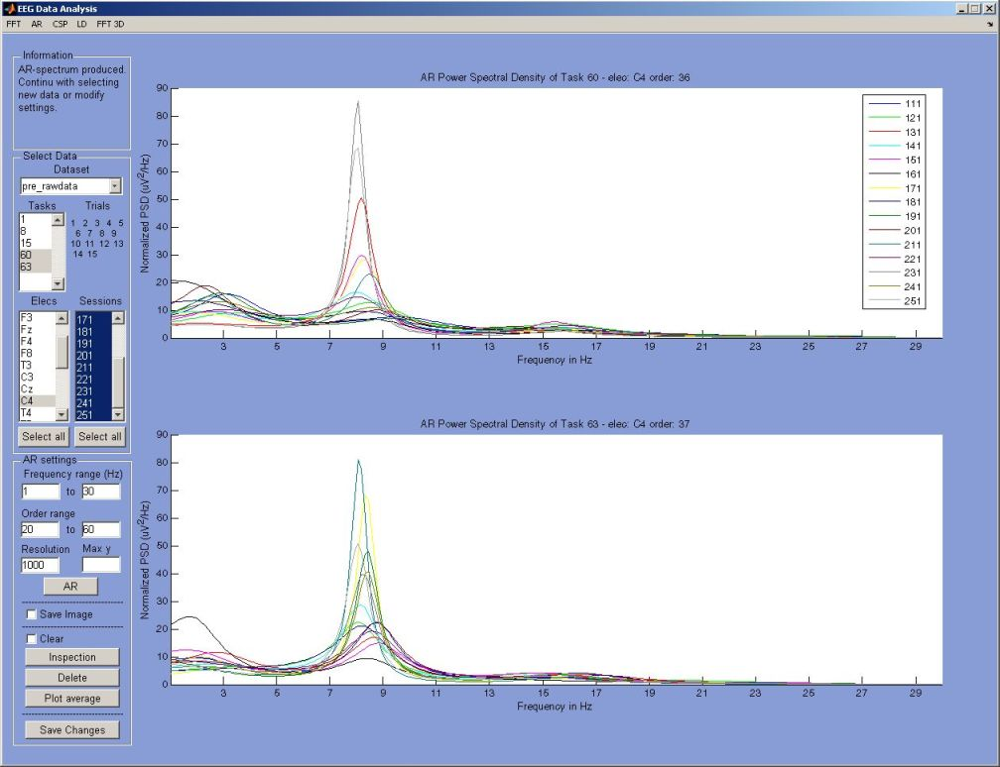 EEG Data Analysis
FFT AR CSP LD FFT 3D
Information
AR-spectrum produced.
Continu with selecting
new data or modify
settings.
Select Data
Dataset
pre_rawdata
Tasks Trials
1
8
15
60
63
1 2 3 4 5
6 7 8 9
10 11 12 13
14 15
Elecs Sessions
F3
Fz
F4
F8
T3
C3
Cz
C4
T4
171
181
191
201
211
221
231
241
251
Select all Select all
AR settings
Frequency range (Hz)
1 to 30
Order range
20 to 60
Resolution Max y
1000
AR
Save Image
Clear
Inspection
Delete
Plot average
Save Changes
AR Power Spectral Density of Task 60 - elec: C4 order: 36
Normalized PSD (uV²/Hz)
90
80
70
60
50
40
30
20
10
0
3 5 7 9 11 13 15 17 19 21 23 25 27 29
Frequency in Hz
111
121
131
141
151
161
171
181
191
201
211
221
231
241
251
AR Power Spectral Density of Task 63 - elec: C4 order: 37
Normalized PSD (uV²/Hz)
90
80
70
60
50
40
30
20
10
0
3 5 7 9 11 13 15 17 19 21 23 25 27 29
Frequency in Hz